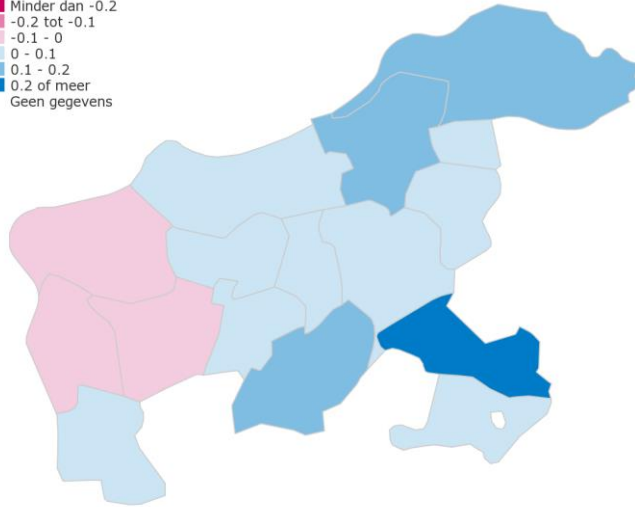 Minder dan -0.2
-0.2 tot -0.1
-0.1 - 0
0 - 0.1
0.1 - 0.2
0.2 of meer
Geen gegevens